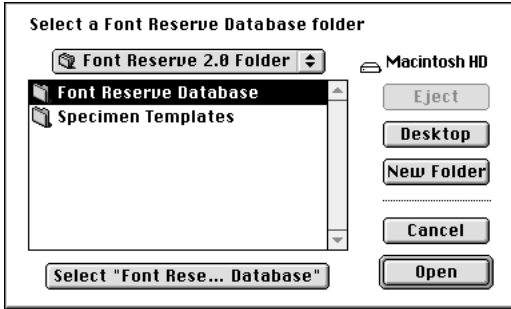 Select a Font Reserve Database folder
Font Reserve 2.0 Folder
Macintosh HD
Font Reserve Database
Specimen Templates
Eject
Desktop
New Folder
Cancel
Select "Font Rese... Database"
Open